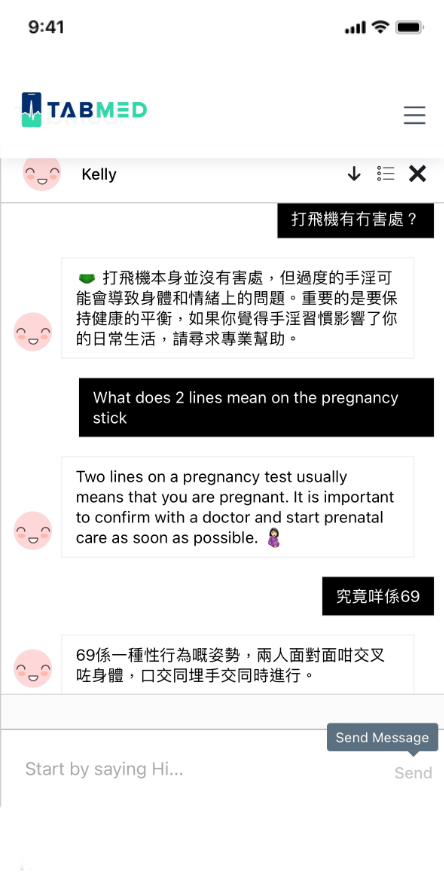 9:41
TABMED
Kelly
打飛機有冇害處？
打飛機本身並沒有害處，但過度的手淫可
能會導致身體和情緒上的問題。重要的是要保
持健康的平衡，如果你覺得手淫習慣影響了你
的日常生活，請尋求專業幫助。
What does 2 lines mean on the pregnancy
stick
Two lines on a pregnancy test usually
means that you are pregnant. It is important
to confirm with a doctor and start prenatal
care as soon as possible.
究竟咩係69
69係一種性行為嘅姿勢，兩人面對面咁交叉
咗身體，口交同埋手交同時進行。
Send Message
Start by saying Hi...
Send